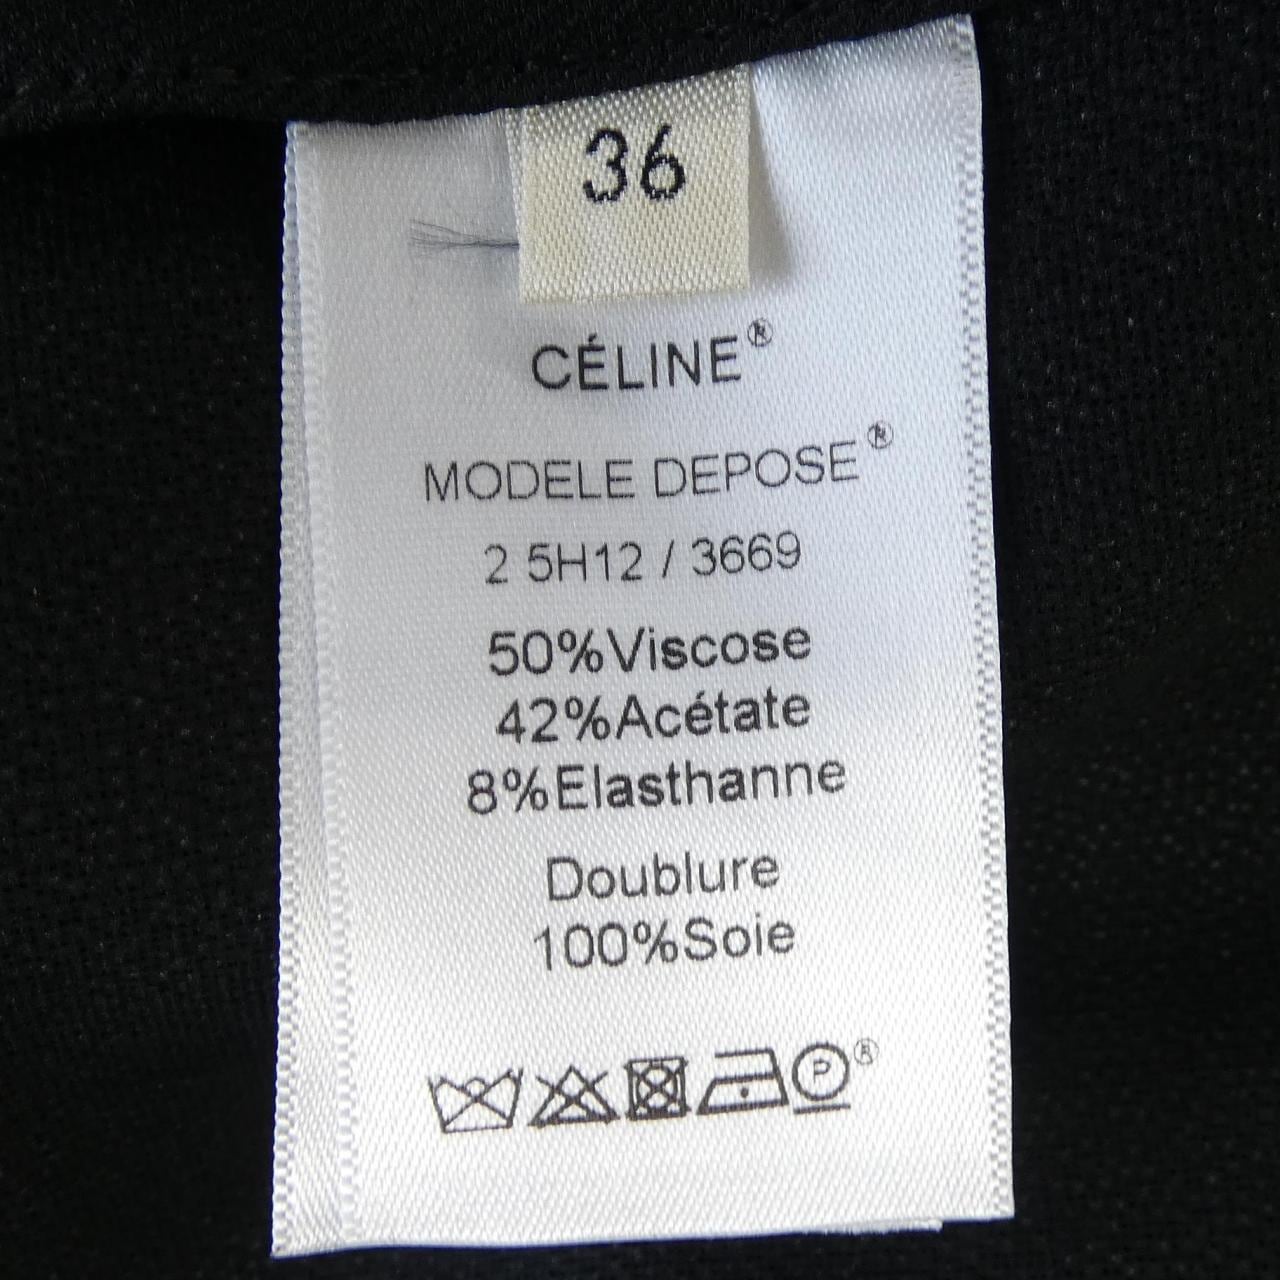 36
CÉLINE®
MODELE DEPOSE®
2 5H12 / 3669
50%Viscose
42%Acétate
8%Elasthanne
Doublure
100%Soie
P ®